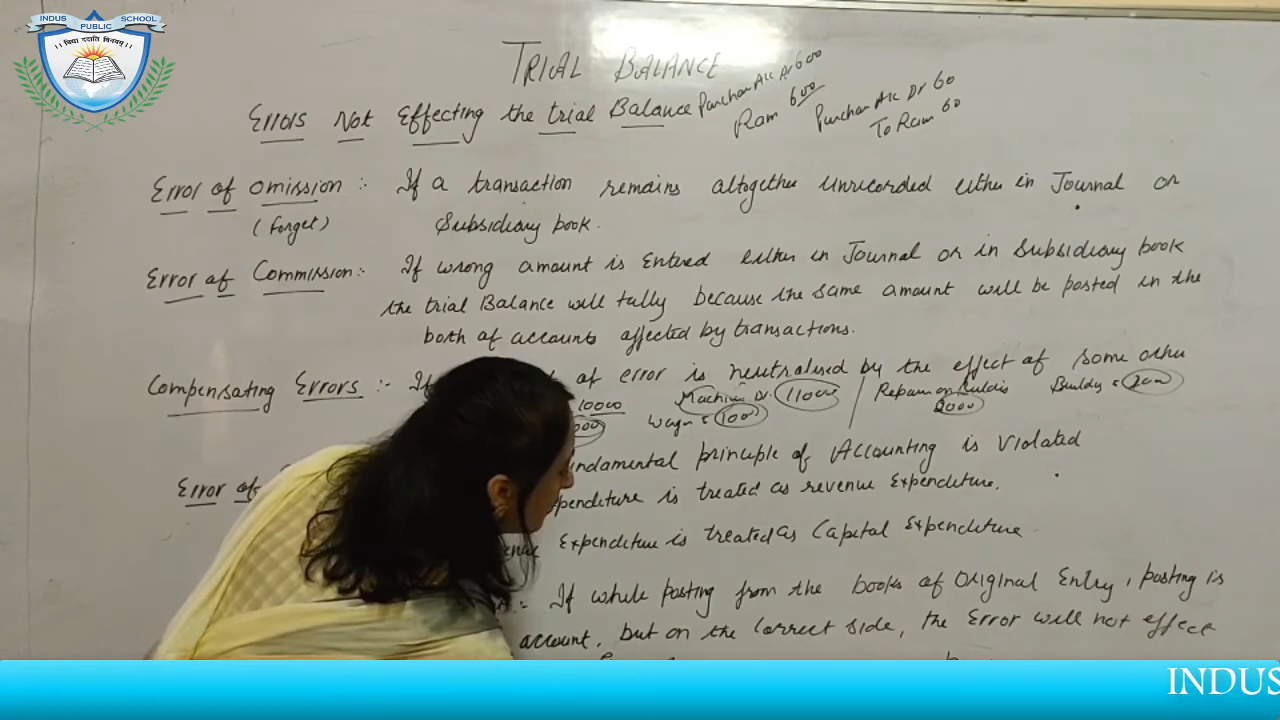 INDUS PUBLIC SCHOOL
।। विद्या ददाति विनयम् ।।
TRIAL BALANCE
Errors Not Effecting the trial Balance
Purchase A/c Dr 600
Ram 600
Purchase A/c Dr 60
To Ram 60
Error of omission :- If a transaction remains altogether unrecorded either in Journal or
(forget) Subsidiary book.
Error of Commission :- If wrong amount is Entered either in Journal or in Subsidiary book
the trial Balance will tally because the same amount will be posted in the
both of accounts affected by transactions.
Compensating Errors :- If of error is neutralised by the effect of some other
10000 Machine Dr. 11000 Repair on Building Building 2000
000 wages 1000 2000
Error of fundamental principle of Accounting is violated
penditure is treated as revenue Expenditure.
enue Expenditure is treated as Capital Expenditure
If while posting from the books of Original Entry, posting is
account, but on the correct side, the Error will not effect
INDUS